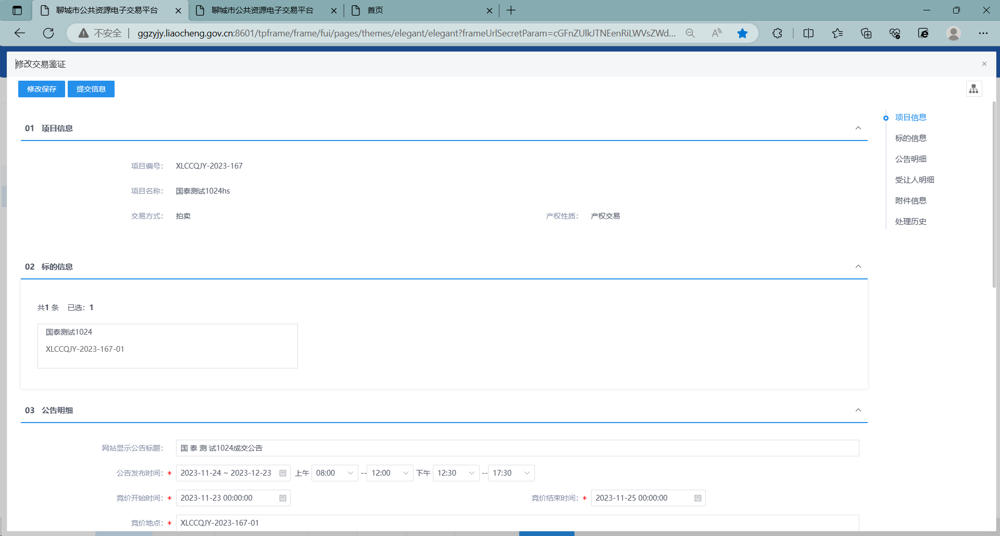 聊城市公共资源电子交易平台
聊城市公共资源电子交易平台
首页
不安全
ggzyjy.liaocheng.gov.cn:8601/tpframe/frame/fui/pages/themes/elegant/elegant?frameUrlSecretParam=cGFnZUlkJTNEenRiLWVsZWd...
修改交易鉴证
修改保存 提交信息
01 项目信息
项目编号： XLCCQJY-2023-167
项目名称： 国泰测试1024hs
交易方式： 拍卖 产权性质： 产权交易
项目信息
标的信息
公告明细
受让人明细
附件信息
处理历史
02 标的信息
共1 条 已选：1
国泰测试1024
XLCCQJY-2023-167-01
03 公告明细
网站显示公告标题： 国 泰 测 试1024成交公告
公告发布时间：* 2023-11-24 ~ 2023-12-23 上午 08:00 --12:00 下午 12:30 --17:30
竞价开始时间：* 2023-11-23 00:00:00 竞价结束时间：* 2023-11-25 00:00:00
竞价地点：* XLCCQJY-2023-167-01